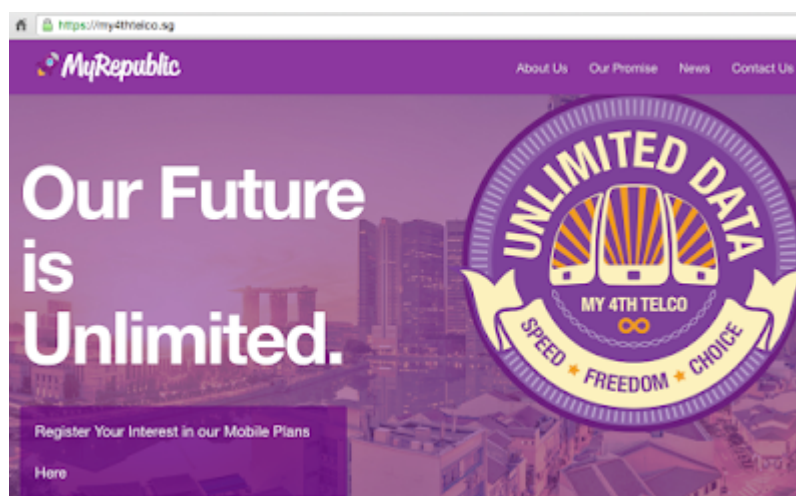 https://my4thtelco.sg
MyRepublic
About Us Our Promise News Contact Us
Our Future
is
Unlimited.
UNLIMITED DATA
MY 4TH TELCO
SPEED ★ FREEDOM ★ CHOICE
Register Your Interest in our Mobile Plans
Here